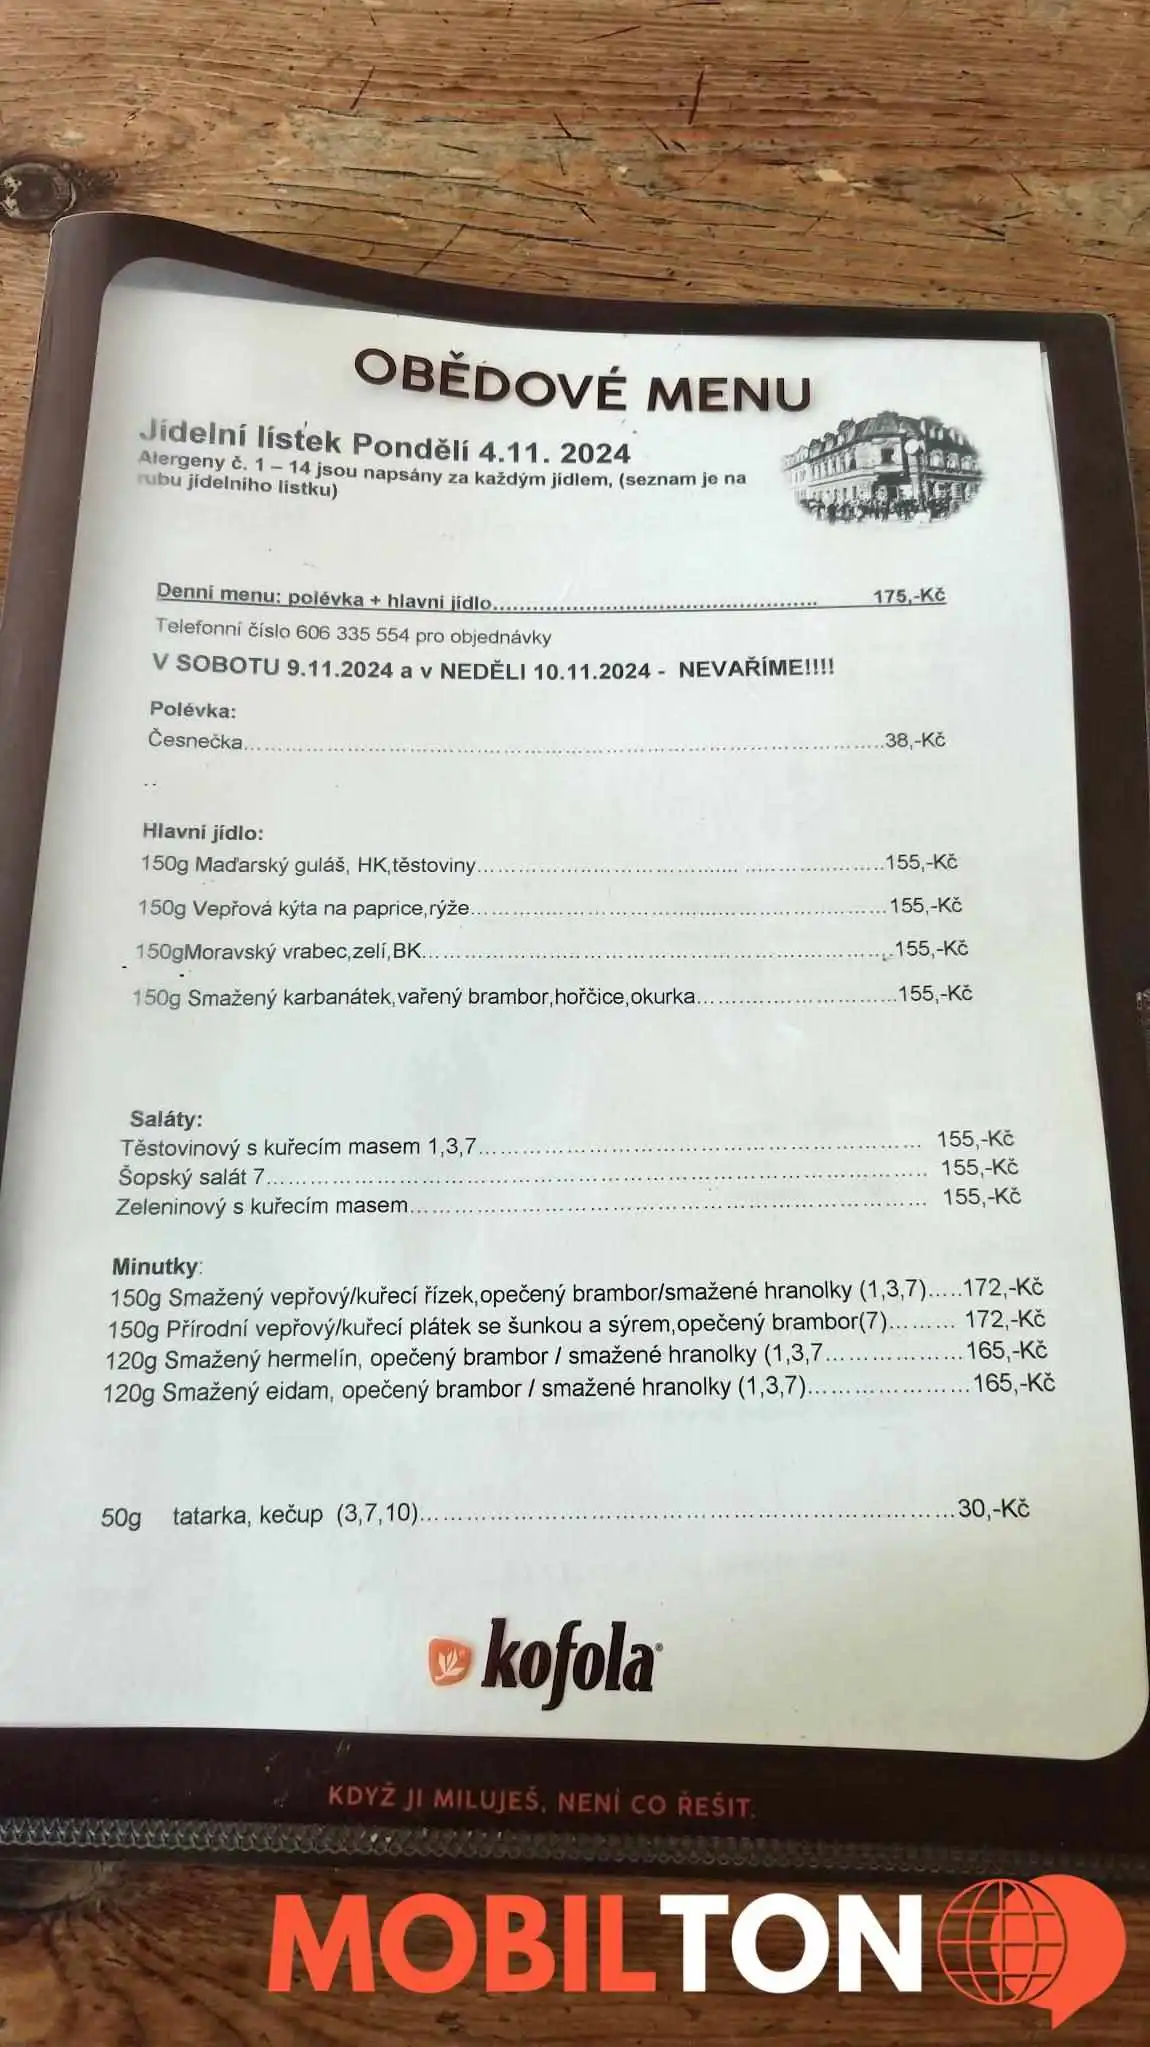 OBĚDOVÉ MENU
Jídelní lístek Pondělí 4.11. 2024
Alergeny č. 1 – 14 jsou napsány za každým jídlem, (seznam je na
rubu jídelního lístku)
Denní menu: polévka + hlavní jídlo........................................................ 175,-Kč
Telefonní číslo 606 335 554 pro objednávky
V SOBOTU 9.11.2024 a v NEDĚLI 10.11.2024 - NEVAŘÍME!!!!
Polévka:
Česnečka...............................................................................................38,-Kč
..
Hlavní jídlo:
150g Maďarský guláš, HK,těstoviny..........................................................155,-Kč
150g Vepřová kýta na paprice,rýže............................................................155,-Kč
150gMoravský vrabec,zelí,BK...................................................................155,-Kč
150g Smažený karbanátek,vařený brambor,hořčice,okurka............................155,-Kč
Saláty:
Těstovinový s kuřecím masem 1,3,7............................................................ 155,-Kč
Šopský salát 7........................................................................................... 155,-Kč
Zeleninový s kuřecím masem..................................................................... 155,-Kč
Minutky:
150g Smažený vepřový/kuřecí řízek,opečený brambor/smažené hranolky (1,3,7).....172,-Kč
150g Přírodní vepřový/kuřecí plátek se šunkou a sýrem,opečený brambor(7)......... 172,-Kč
120g Smažený hermelín, opečený brambor / smažené hranolky (1,3,7...................165,-Kč
120g Smažený eidam, opečený brambor / smažené hranolky (1,3,7).....................165,-Kč
50g tatarka, kečup (3,7,10).......................................................................30,-Kč
kofola®
KDYŽ JI MILUJEŠ, NENÍ CO ŘEŠIT.
MOBILTON